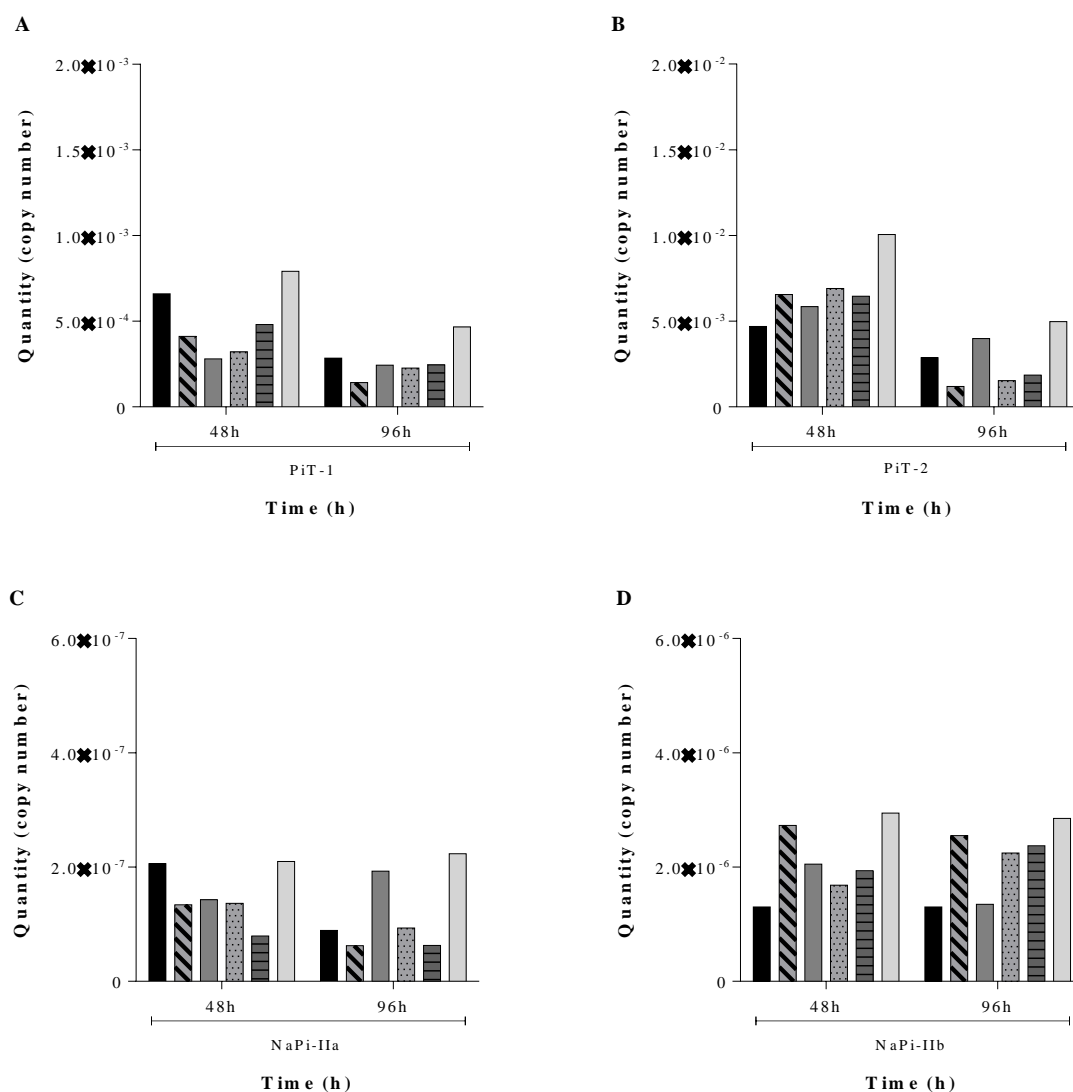 A
Quantity (copy number)
2.0✖10-3
1.5✖10-3
1.0✖10-3
5.0✖10-4
0
48h 96h
PiT-1
Time (h)
B
Quantity (copy number)
2.0✖10-2
1.5✖10-2
1.0✖10-2
5.0✖10-3
0
48h 96h
PiT-2
Time (h)
C
Quantity (copy number)
6.0✖10-7
4.0✖10-7
2.0✖10-7
0
48h 96h
NaPi-IIa
Time (h)
D
Quantity (copy number)
6.0✖10-6
4.0✖10-6
2.0✖10-6
0
48h 96h
NaPi-IIb
Time (h)